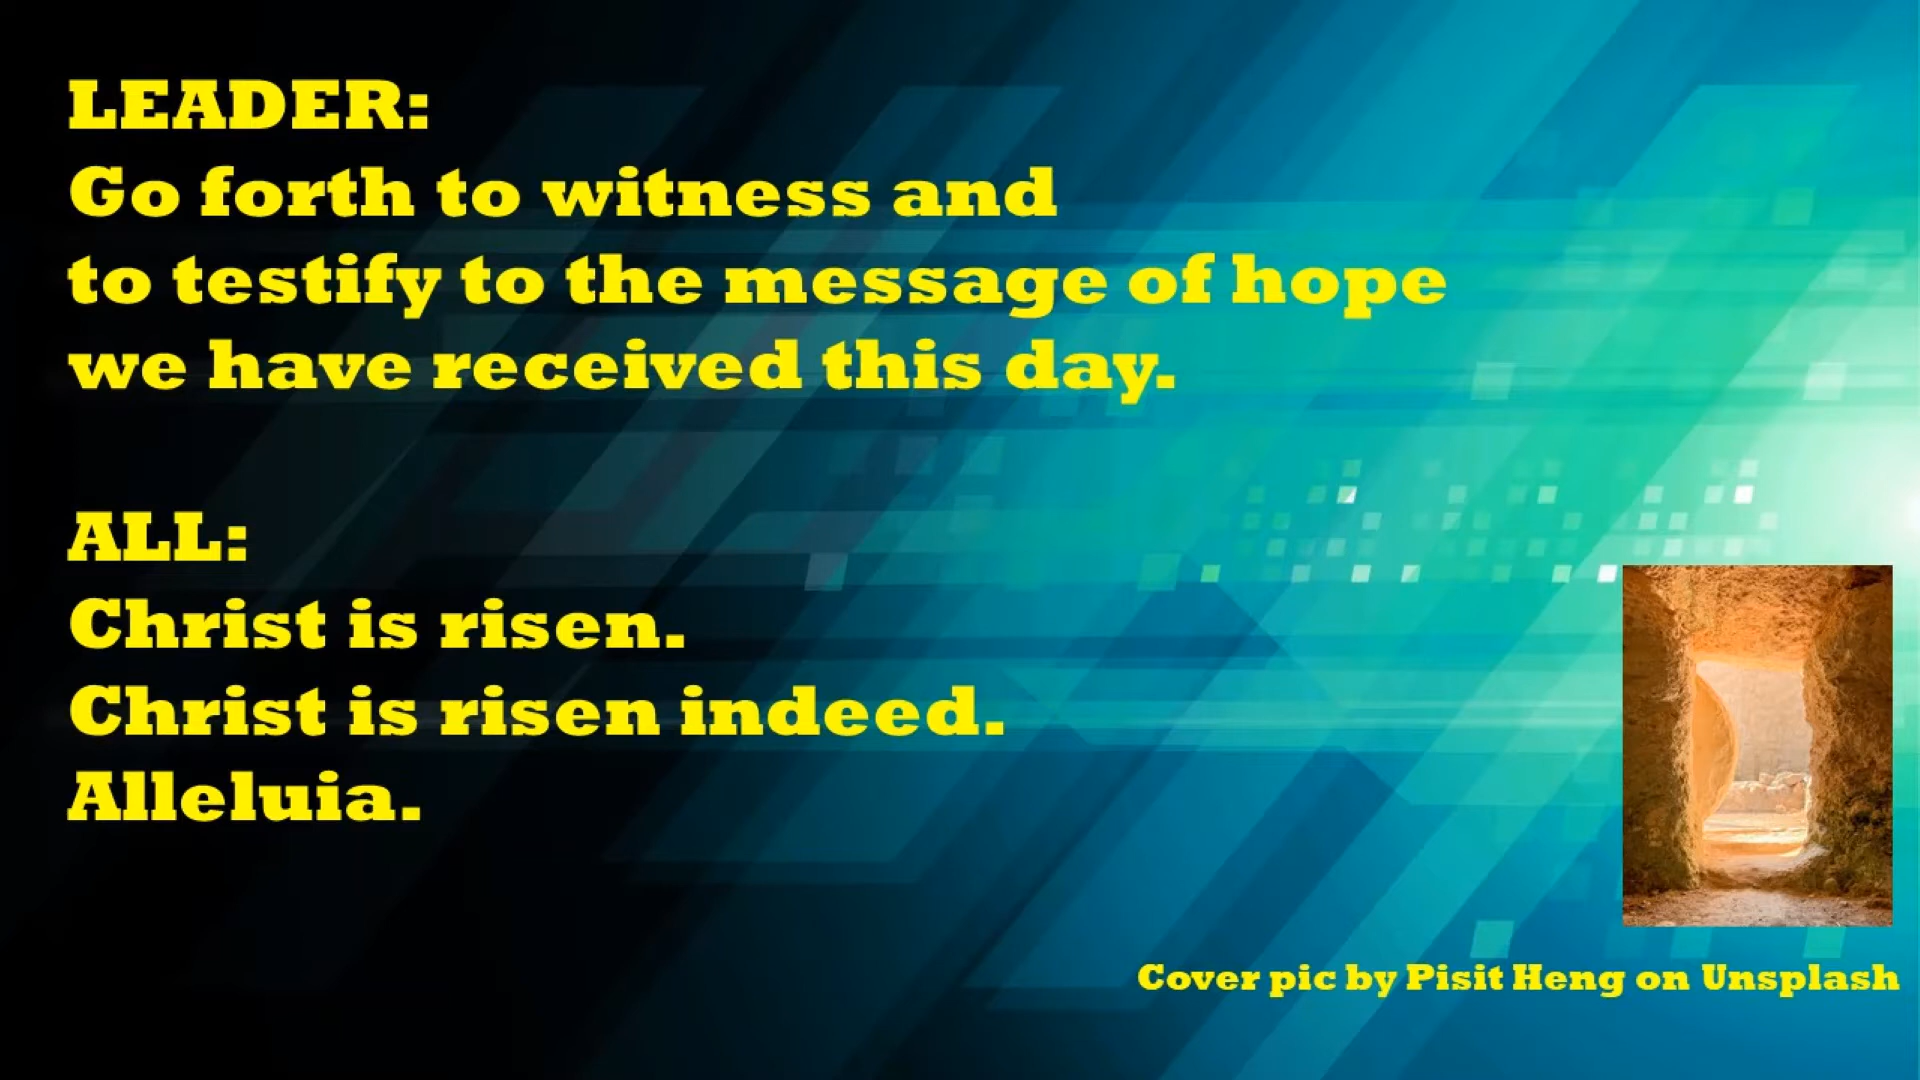 LEADER:
Go forth to witness and
to testify to the message of hope
we have received this day.
ALL:
Christ is risen.
Christ is risen indeed.
Alleluia.
Cover pic by Pisit Heng on Unsplash